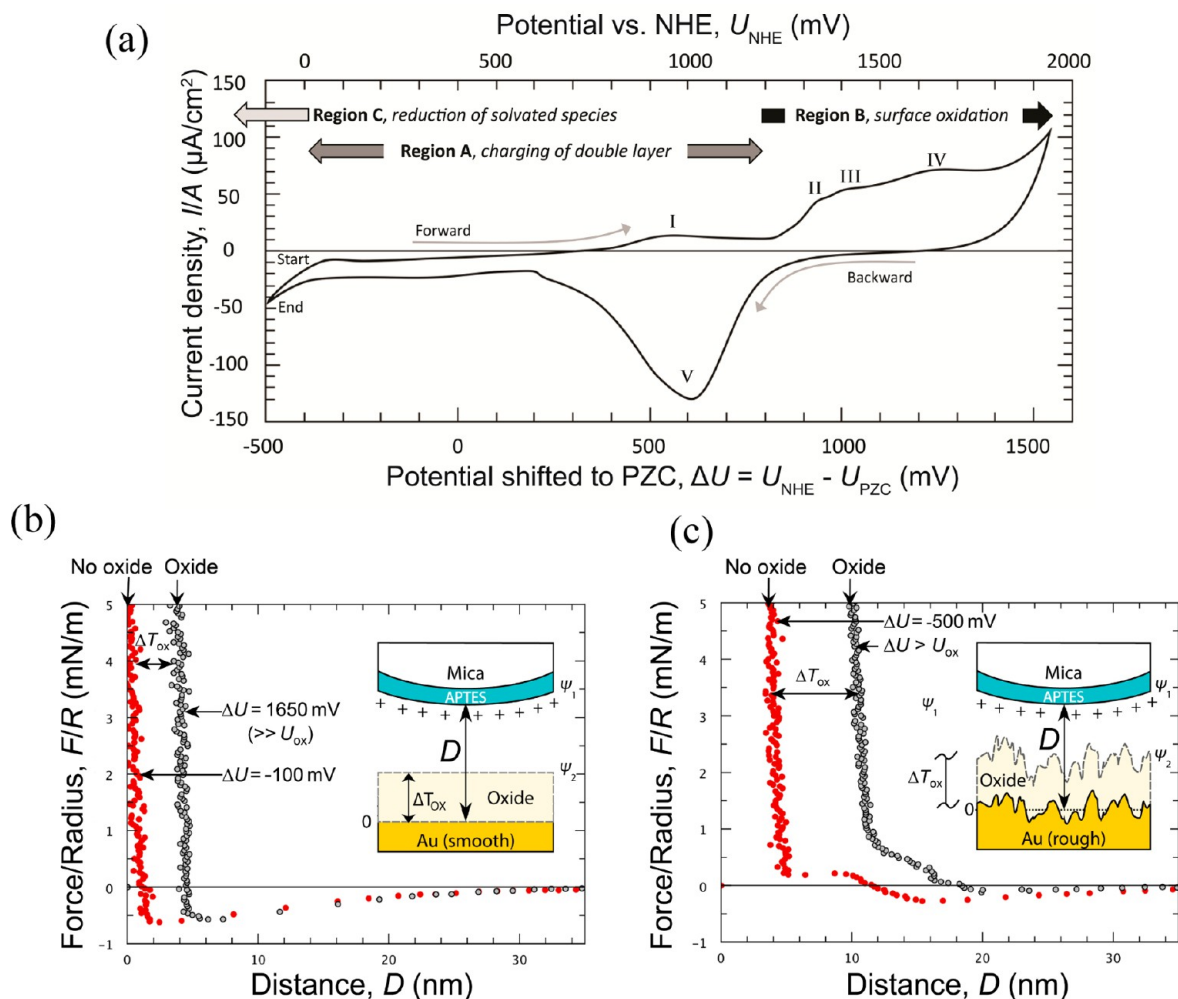 (a)
Potential vs. NHE, U_NHE (mV)
0 500 1000 1500 2000
Current density, I/A (μA/cm²)
150
100
50
0
-50
-100
-150
Region C, reduction of solvated species
Region B, surface oxidation
Region A, charging of double layer
I
II
III
IV
V
Forward
Start
End
Backward
-500 0 500 1000 1500
Potential shifted to PZC, ΔU = U_NHE - U_PZC (mV)
(b)
No oxide Oxide
Force/Radius, F/R (mN/m)
5
4
3
2
1
0
-1
ΔT_ox
ΔU = 1650 mV
(>> U_ox)
ΔU = -100 mV
Mica
APTES
+ + + + + + + + +
ψ₁
D
ψ₂
ΔT_OX
Oxide
0
Au (smooth)
0 10 20 30
Distance, D (nm)
(c)
No oxide Oxide
Force/Radius, F/R (mN/m)
5
4
3
2
1
0
-1
ΔU = -500 mV
ΔU > U_ox
ΔT_ox
Mica
APTES
+ + + + + + + + +
ψ₁
ψ₁
D
ψ₂
ΔT_ox
Oxide
0
Au (rough)
0 10 20 30
Distance, D (nm)